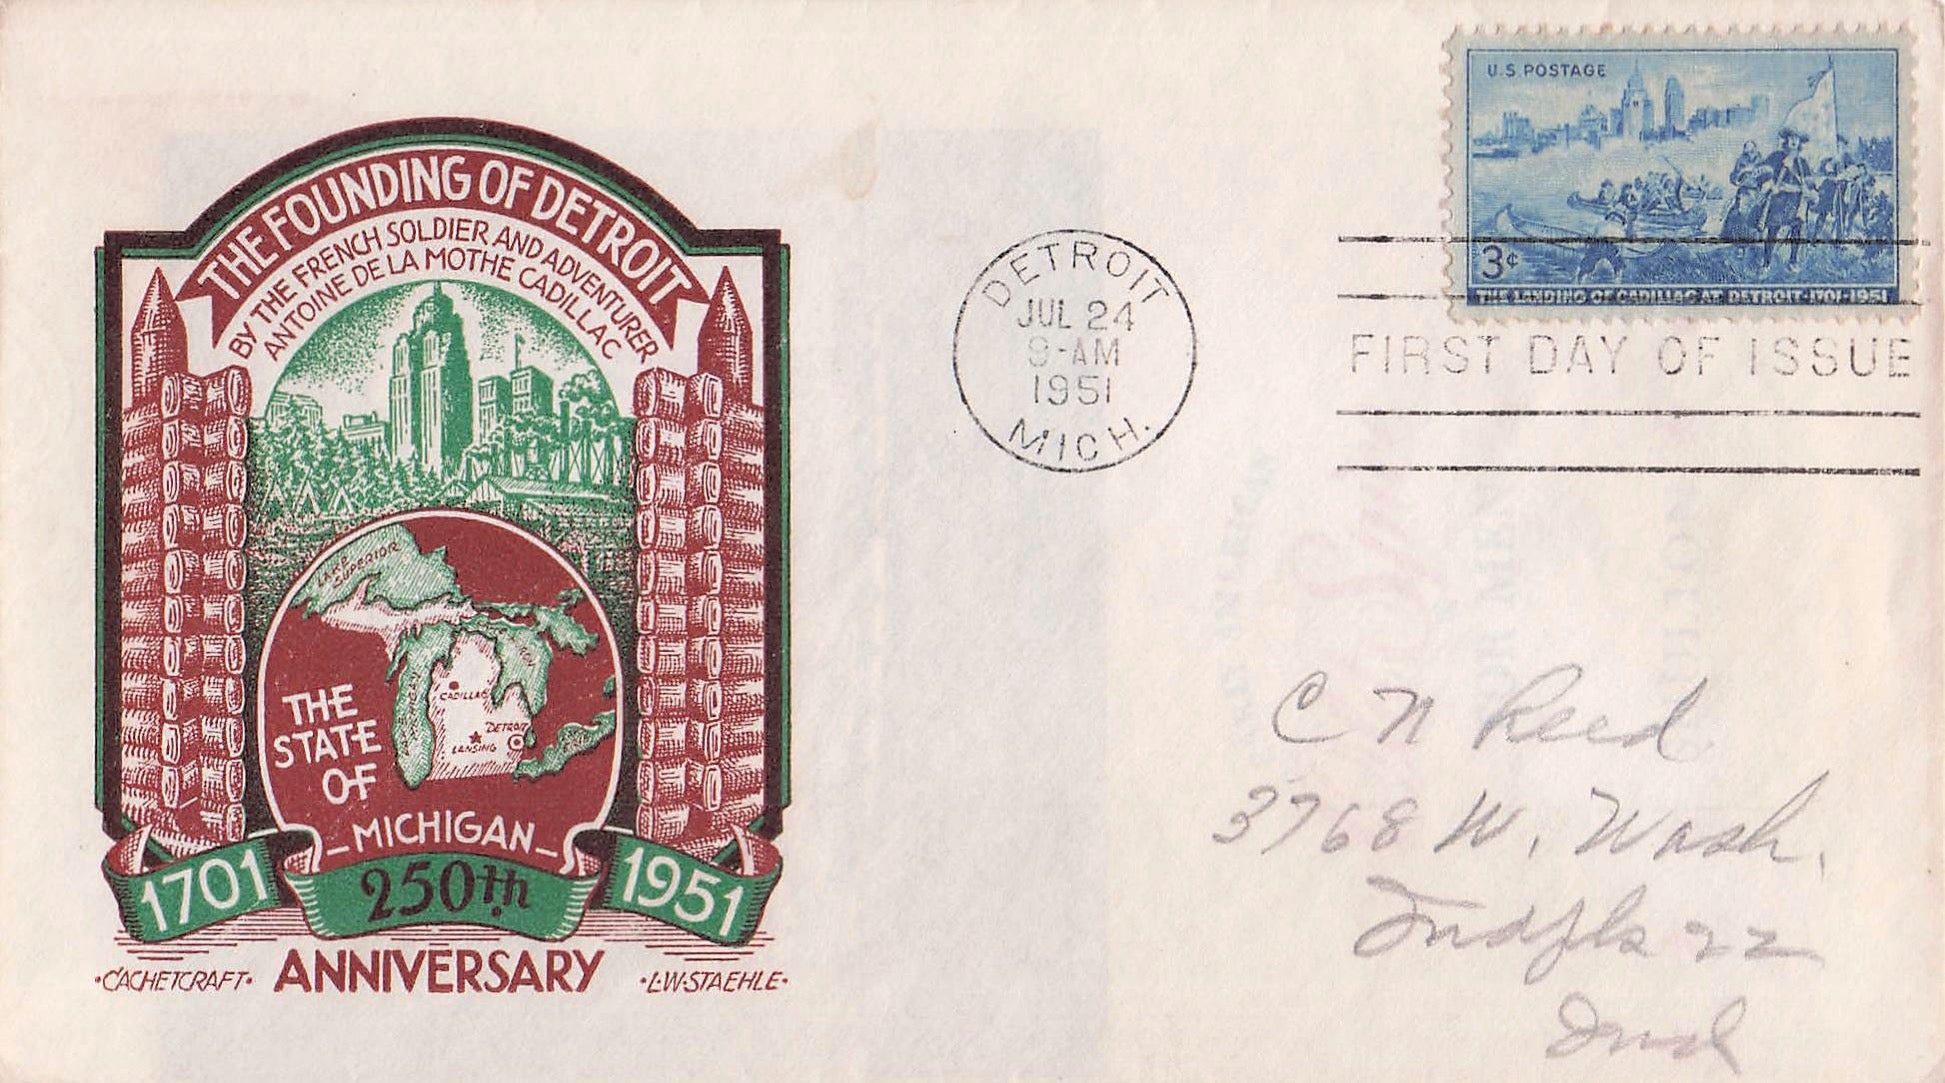 THE FOUNDING OF DETROIT
BY THE FRENCH SOLDIER AND ADVENTURER
ANTOINE DE LA MOTHE CADILLAC
LAKE SUPERIOR
CADILLAC
DETROIT
LANSING
THE
STATE
OF
MICHIGAN
1701 250th 1951
ANNIVERSARY
·CACHETCRAFT· ·L·W·STAEHLE·
DETROIT
JUL 24
9-AM
1951
MICH.
U.S. POSTAGE
3¢
THE LANDING OF CADILLAC AT DETROIT·1701-1951
FIRST DAY OF ISSUE
C N Reed
3768 W. Wash.
Indpls 22
Ind